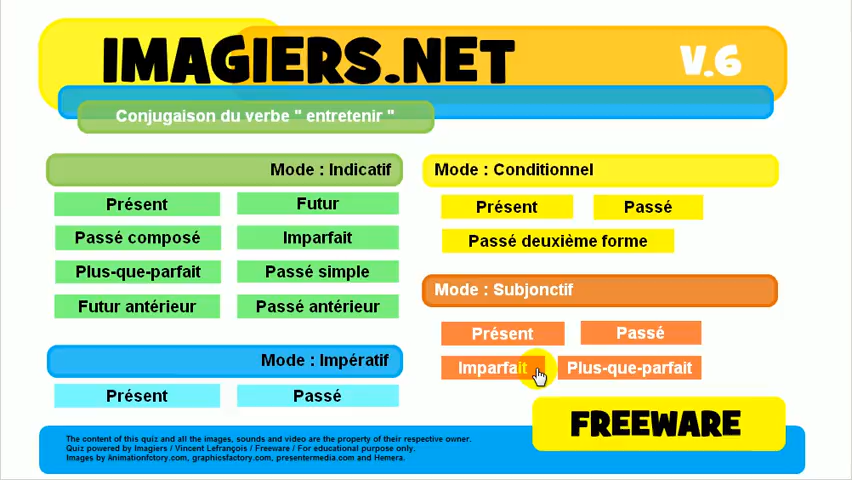 IMAGIERS.NET
V.6
Conjugaison du verbe " entretenir "
Mode : Indicatif
Présent
Futur
Passé composé
Imparfait
Plus-que-parfait
Passé simple
Futur antérieur
Passé antérieur
Mode : Impératif
Présent
Passé
Mode : Conditionnel
Présent
Passé
Passé deuxième forme
Mode : Subjonctif
Présent
Passé
Imparfait
Plus-que-parfait
FREEWARE
The content of this quiz and all the images, sounds and video are the property of their respective owner.
Quiz powered by Imagiers / Vincent Lefrançois / Freeware / For educational purpose only.
Images by Animationfctory.com, graphicsfactory.com, presentermedia.com and Hemera.